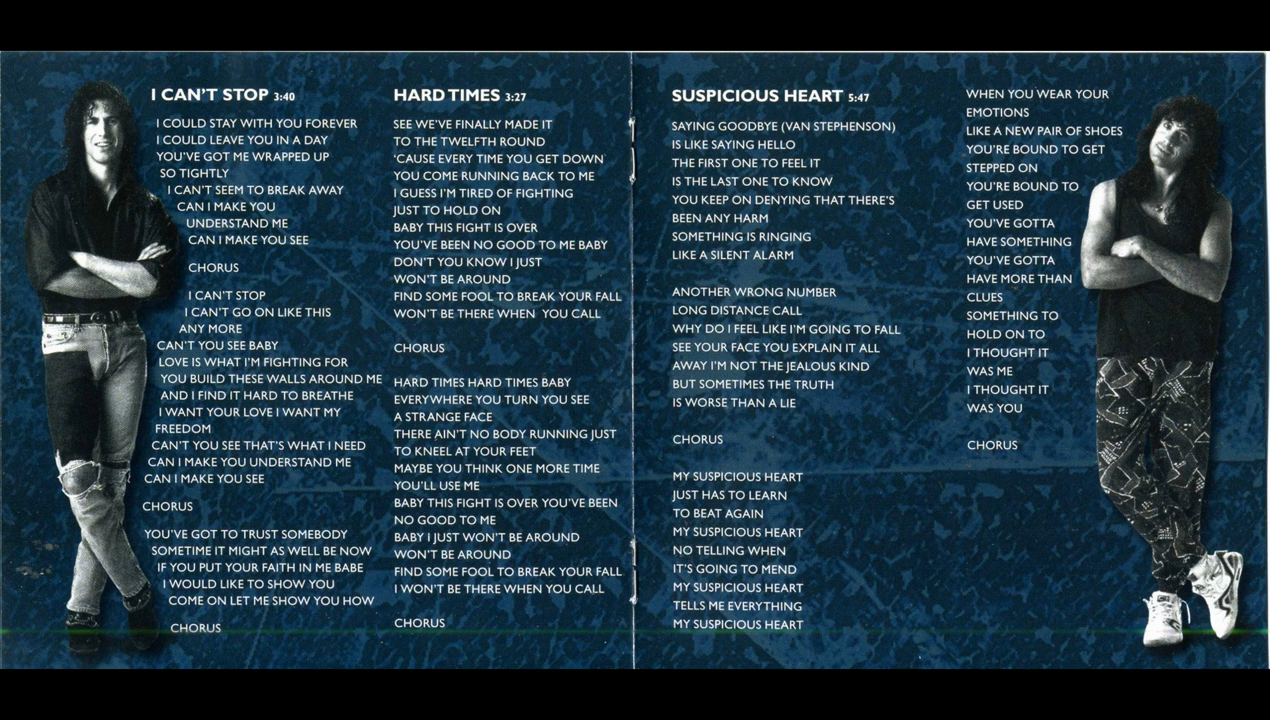 I CAN'T STOP 3:40
I COULD STAY WITH YOU FOREVER
I COULD LEAVE YOU IN A DAY
YOU'VE GOT ME WRAPPED UP
SO TIGHTLY
I CAN'T SEEM TO BREAK AWAY
CAN I MAKE YOU
UNDERSTAND ME
CAN I MAKE YOU SEE
CHORUS
I CAN'T STOP
I CAN'T GO ON LIKE THIS
ANY MORE
CAN'T YOU SEE BABY
LOVE IS WHAT I'M FIGHTING FOR
YOU BUILD THESE WALLS AROUND ME
AND I FIND IT HARD TO BREATHE
I WANT YOUR LOVE I WANT MY
FREEDOM
CAN'T YOU SEE THAT'S WHAT I NEED
CAN I MAKE YOU UNDERSTAND ME
CAN I MAKE YOU SEE
CHORUS
YOU'VE GOT TO TRUST SOMEBODY
SOMETIME IT MIGHT AS WELL BE NOW
IF YOU PUT YOUR FAITH IN ME BABE
I WOULD LIKE TO SHOW YOU
COME ON LET ME SHOW YOU HOW
CHORUS
HARD TIMES 3:27
SEE WE'VE FINALLY MADE IT
TO THE TWELFTH ROUND
'CAUSE EVERY TIME YOU GET DOWN
YOU COME RUNNING BACK TO ME
I GUESS I'M TIRED OF FIGHTING
JUST TO HOLD ON
BABY THIS FIGHT IS OVER
YOU'VE BEEN NO GOOD TO ME BABY
DON'T YOU KNOW I JUST
WON'T BE AROUND
FIND SOME FOOL TO BREAK YOUR FALL
WON'T BE THERE WHEN YOU CALL
CHORUS
HARD TIMES HARD TIMES BABY
EVERYWHERE YOU TURN YOU SEE
A STRANGE FACE
THERE AIN'T NO BODY RUNNING JUST
TO KNEEL AT YOUR FEET
MAYBE YOU THINK ONE MORE TIME
YOU'LL USE ME
BABY THIS FIGHT IS OVER YOU'VE BEEN
NO GOOD TO ME
BABY I JUST WON'T BE AROUND
WON'T BE AROUND
FIND SOME FOOL TO BREAK YOUR FALL
I WON'T BE THERE WHEN YOU CALL
CHORUS
SUSPICIOUS HEART 5:47
SAYING GOODBYE (VAN STEPHENSON)
IS LIKE SAYING HELLO
THE FIRST ONE TO FEEL IT
IS THE LAST ONE TO KNOW
YOU KEEP ON DENYING THAT THERE'S
BEEN ANY HARM
SOMETHING IS RINGING
LIKE A SILENT ALARM
ANOTHER WRONG NUMBER
LONG DISTANCE CALL
WHY DO I FEEL LIKE I'M GOING TO FALL
SEE YOUR FACE YOU EXPLAIN IT ALL
AWAY I'M NOT THE JEALOUS KIND
BUT SOMETIMES THE TRUTH
IS WORSE THAN A LIE
CHORUS
MY SUSPICIOUS HEART
JUST HAS TO LEARN
TO BEAT AGAIN
MY SUSPICIOUS HEART
NO TELLING WHEN
IT'S GOING TO MEND
MY SUSPICIOUS HEART
TELLS ME EVERYTHING
MY SUSPICIOUS HEART
WHEN YOU WEAR YOUR
EMOTIONS
LIKE A NEW PAIR OF SHOES
YOU'RE BOUND TO GET
STEPPED ON
YOU'RE BOUND TO
GET USED
YOU'VE GOTTA
HAVE SOMETHING
YOU'VE GOTTA
HAVE MORE THAN
CLUES
SOMETHING TO
HOLD ON TO
I THOUGHT IT
WAS ME
I THOUGHT IT
WAS YOU
CHORUS